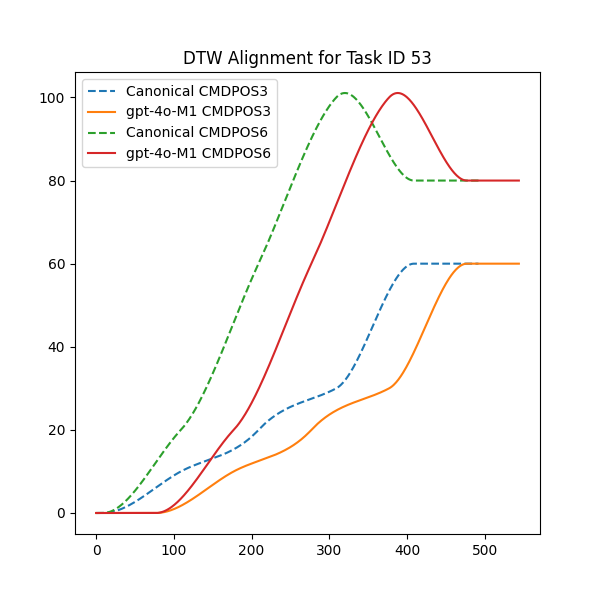 DTW Alignment for Task ID 53
Canonical CMDPOS3
gpt-4o-M1 CMDPOS3
Canonical CMDPOS6
gpt-4o-M1 CMDPOS6
100
80
60
40
20
0
0 100 200 300 400 500